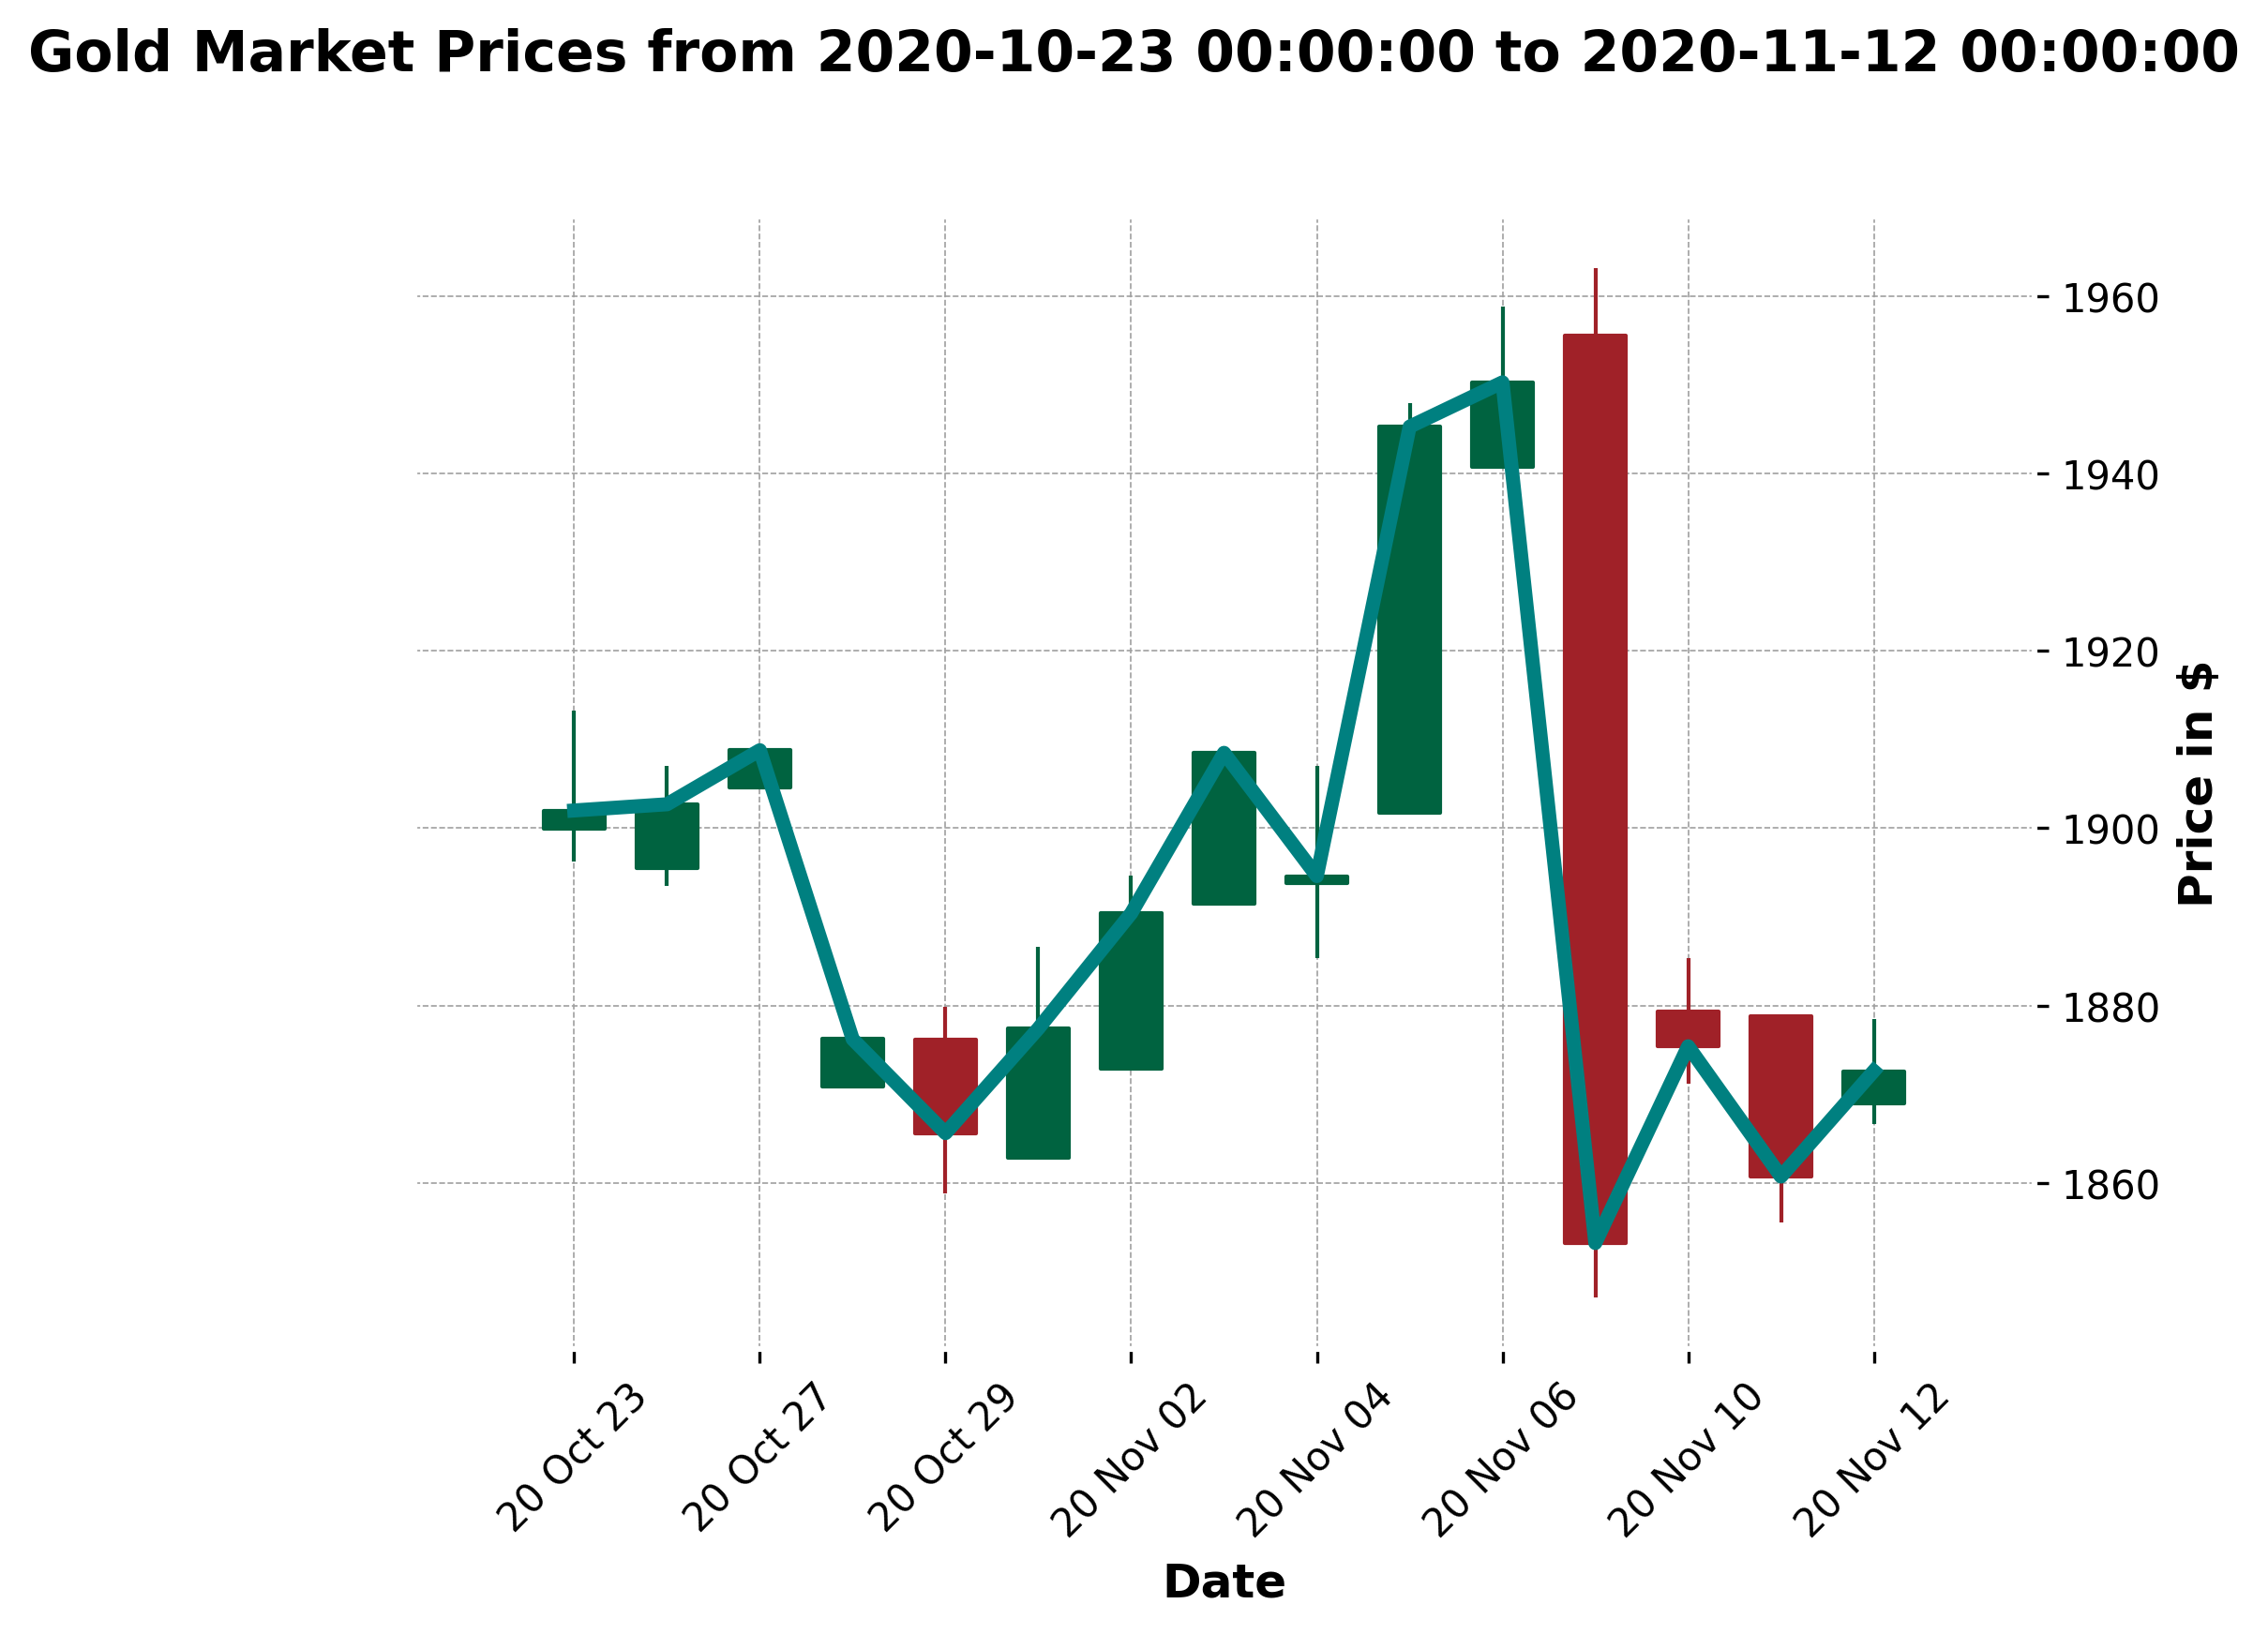 Gold Market Prices from 2020-10-23 00:00:00 to 2020-11-12 00:00:00
1960
1940
1920
1900
1880
1860
Price in $
20 Oct 23
20 Oct 27
20 Oct 29
20 Nov 02
20 Nov 04
20 Nov 06
20 Nov 10
20 Nov 12
Date